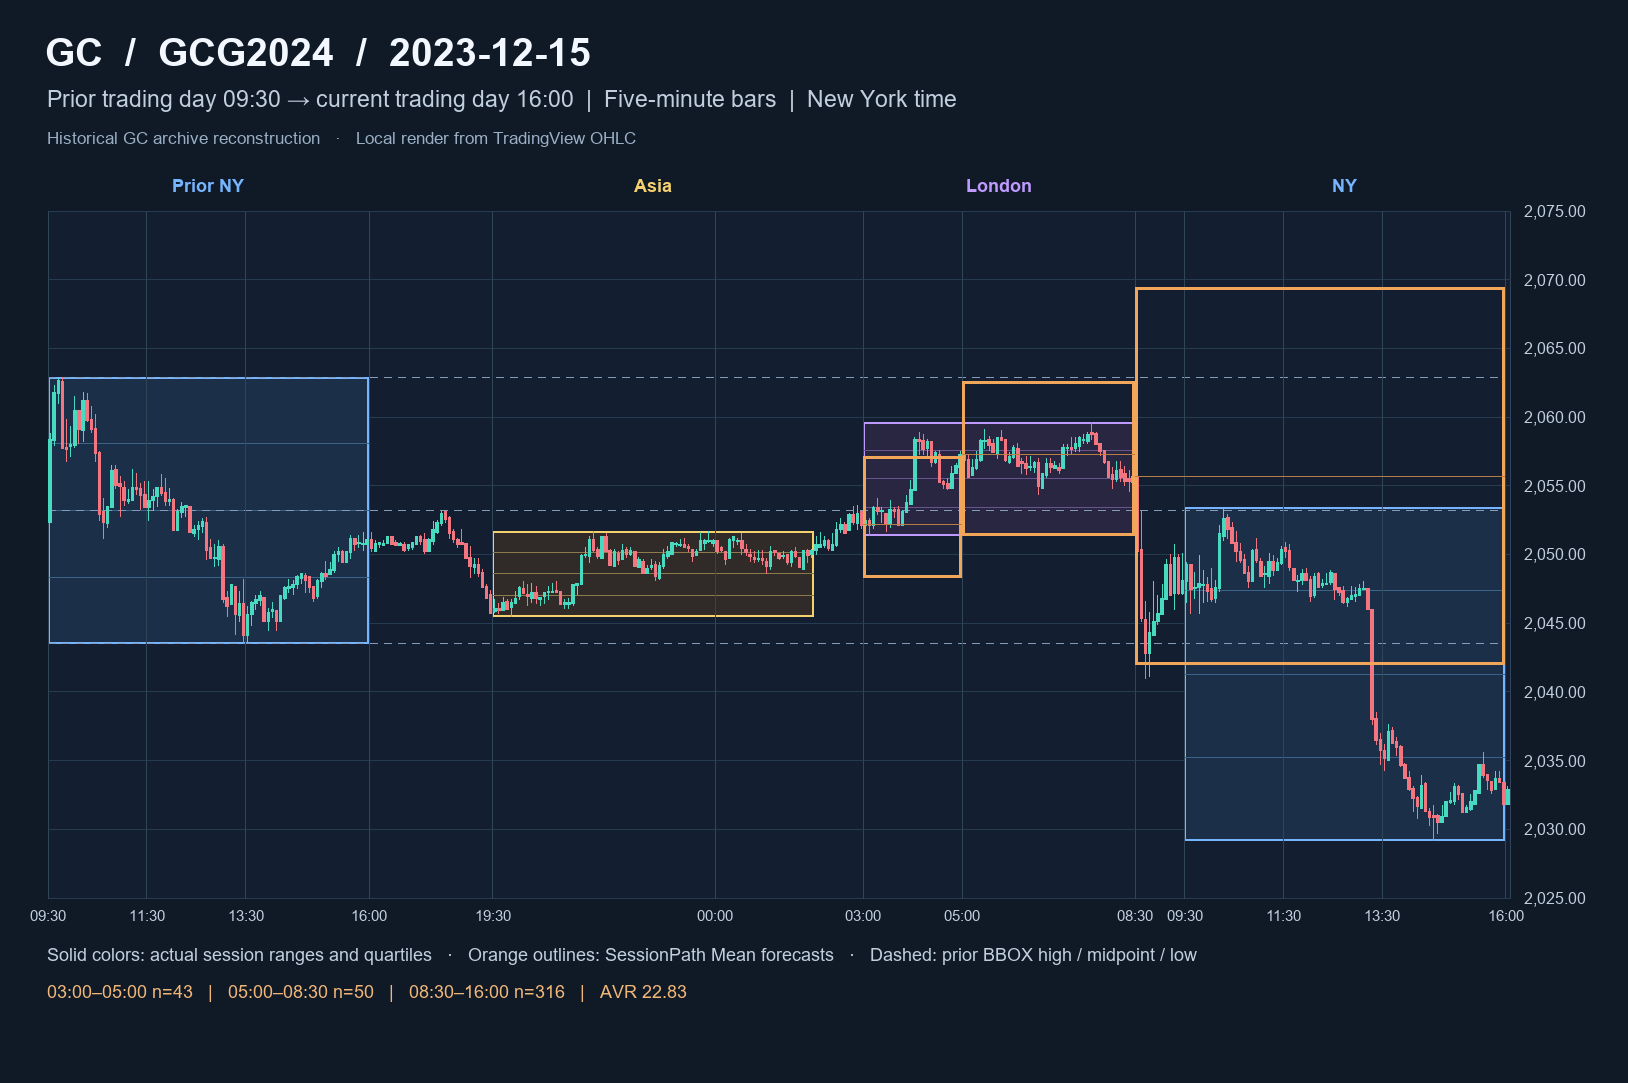 GC / GCG2024 / 2023-12-15
Prior trading day 09:30 → current trading day 16:00 | Five-minute bars | New York time
Historical GC archive reconstruction · Local render from TradingView OHLC
Prior NY Asia London NY
2,075.00
2,070.00
2,065.00
2,060.00
2,055.00
2,050.00
2,045.00
2,040.00
2,035.00
2,030.00
2,025.00
09:30 11:30 13:30 16:00 19:30 00:00 03:00 05:00 08:30 09:30 11:30 13:30 16:00
Solid colors: actual session ranges and quartiles · Orange outlines: SessionPath Mean forecasts · Dashed: prior BBOX high / midpoint / low
03:00–05:00 n=43 | 05:00–08:30 n=50 | 08:30–16:00 n=316 | AVR 22.83